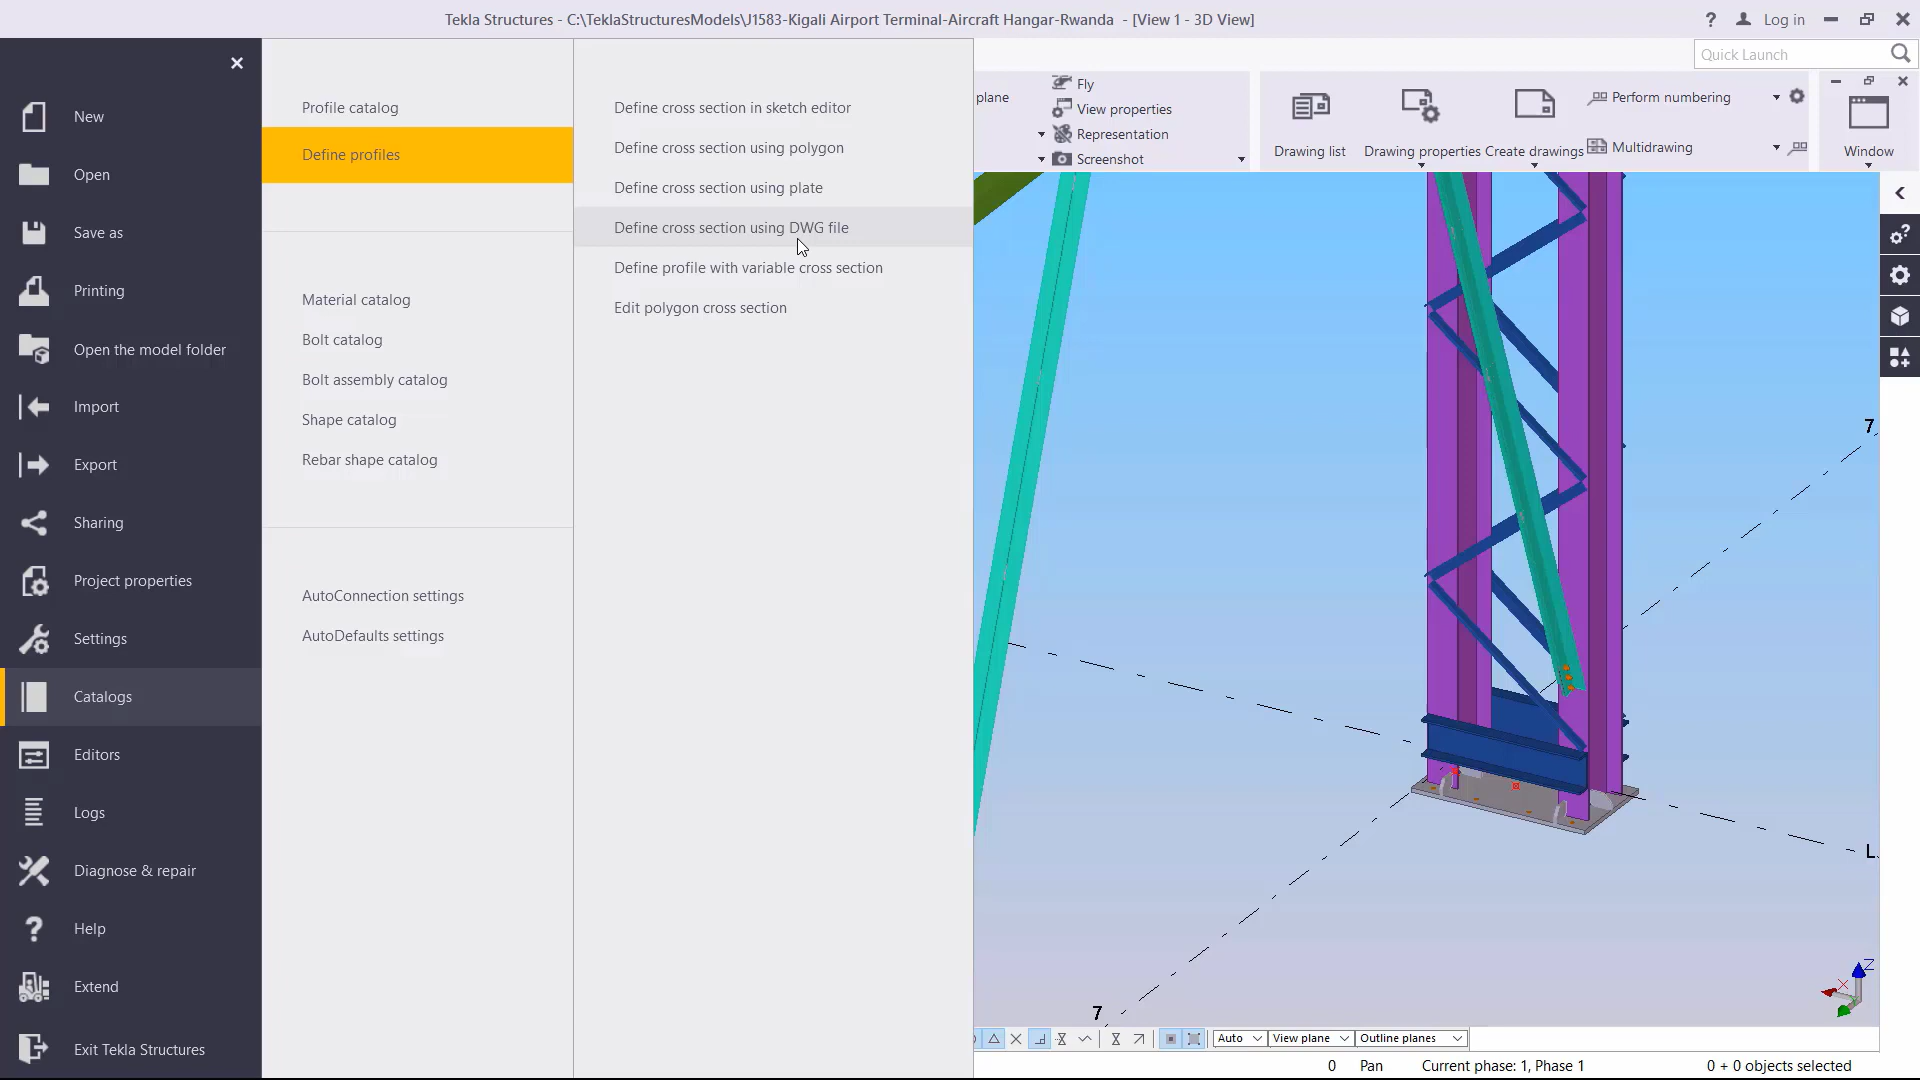 Tekla Structures - C:\TeklaStructuresModels\J1583-Kigali Airport Terminal-Aircraft Hangar-Rwanda - [View 1 - 3D View]
? Log in
Quick Launch
New
Open
Save as
Printing
Open the model folder
Import
Export
Sharing
Project properties
Settings
Catalogs
Editors
Logs
Diagnose & repair
Help
Extend
Exit Tekla Structures
Profile catalog
Define profiles
Material catalog
Bolt catalog
Bolt assembly catalog
Shape catalog
Rebar shape catalog
AutoConnection settings
AutoDefaults settings
Define cross section in sketch editor
Define cross section using polygon
Define cross section using plate
Define cross section using DWG file
Define profile with variable cross section
Edit polygon cross section
plane
Fly
View properties
Representation
Screenshot
Drawing list
Drawing properties
Create drawings
Perform numbering
Multidrawing
Window
7
L
7
Z
X
Auto
View plane
Outline planes
0
Pan
Current phase: 1, Phase 1
0 + 0 objects selected